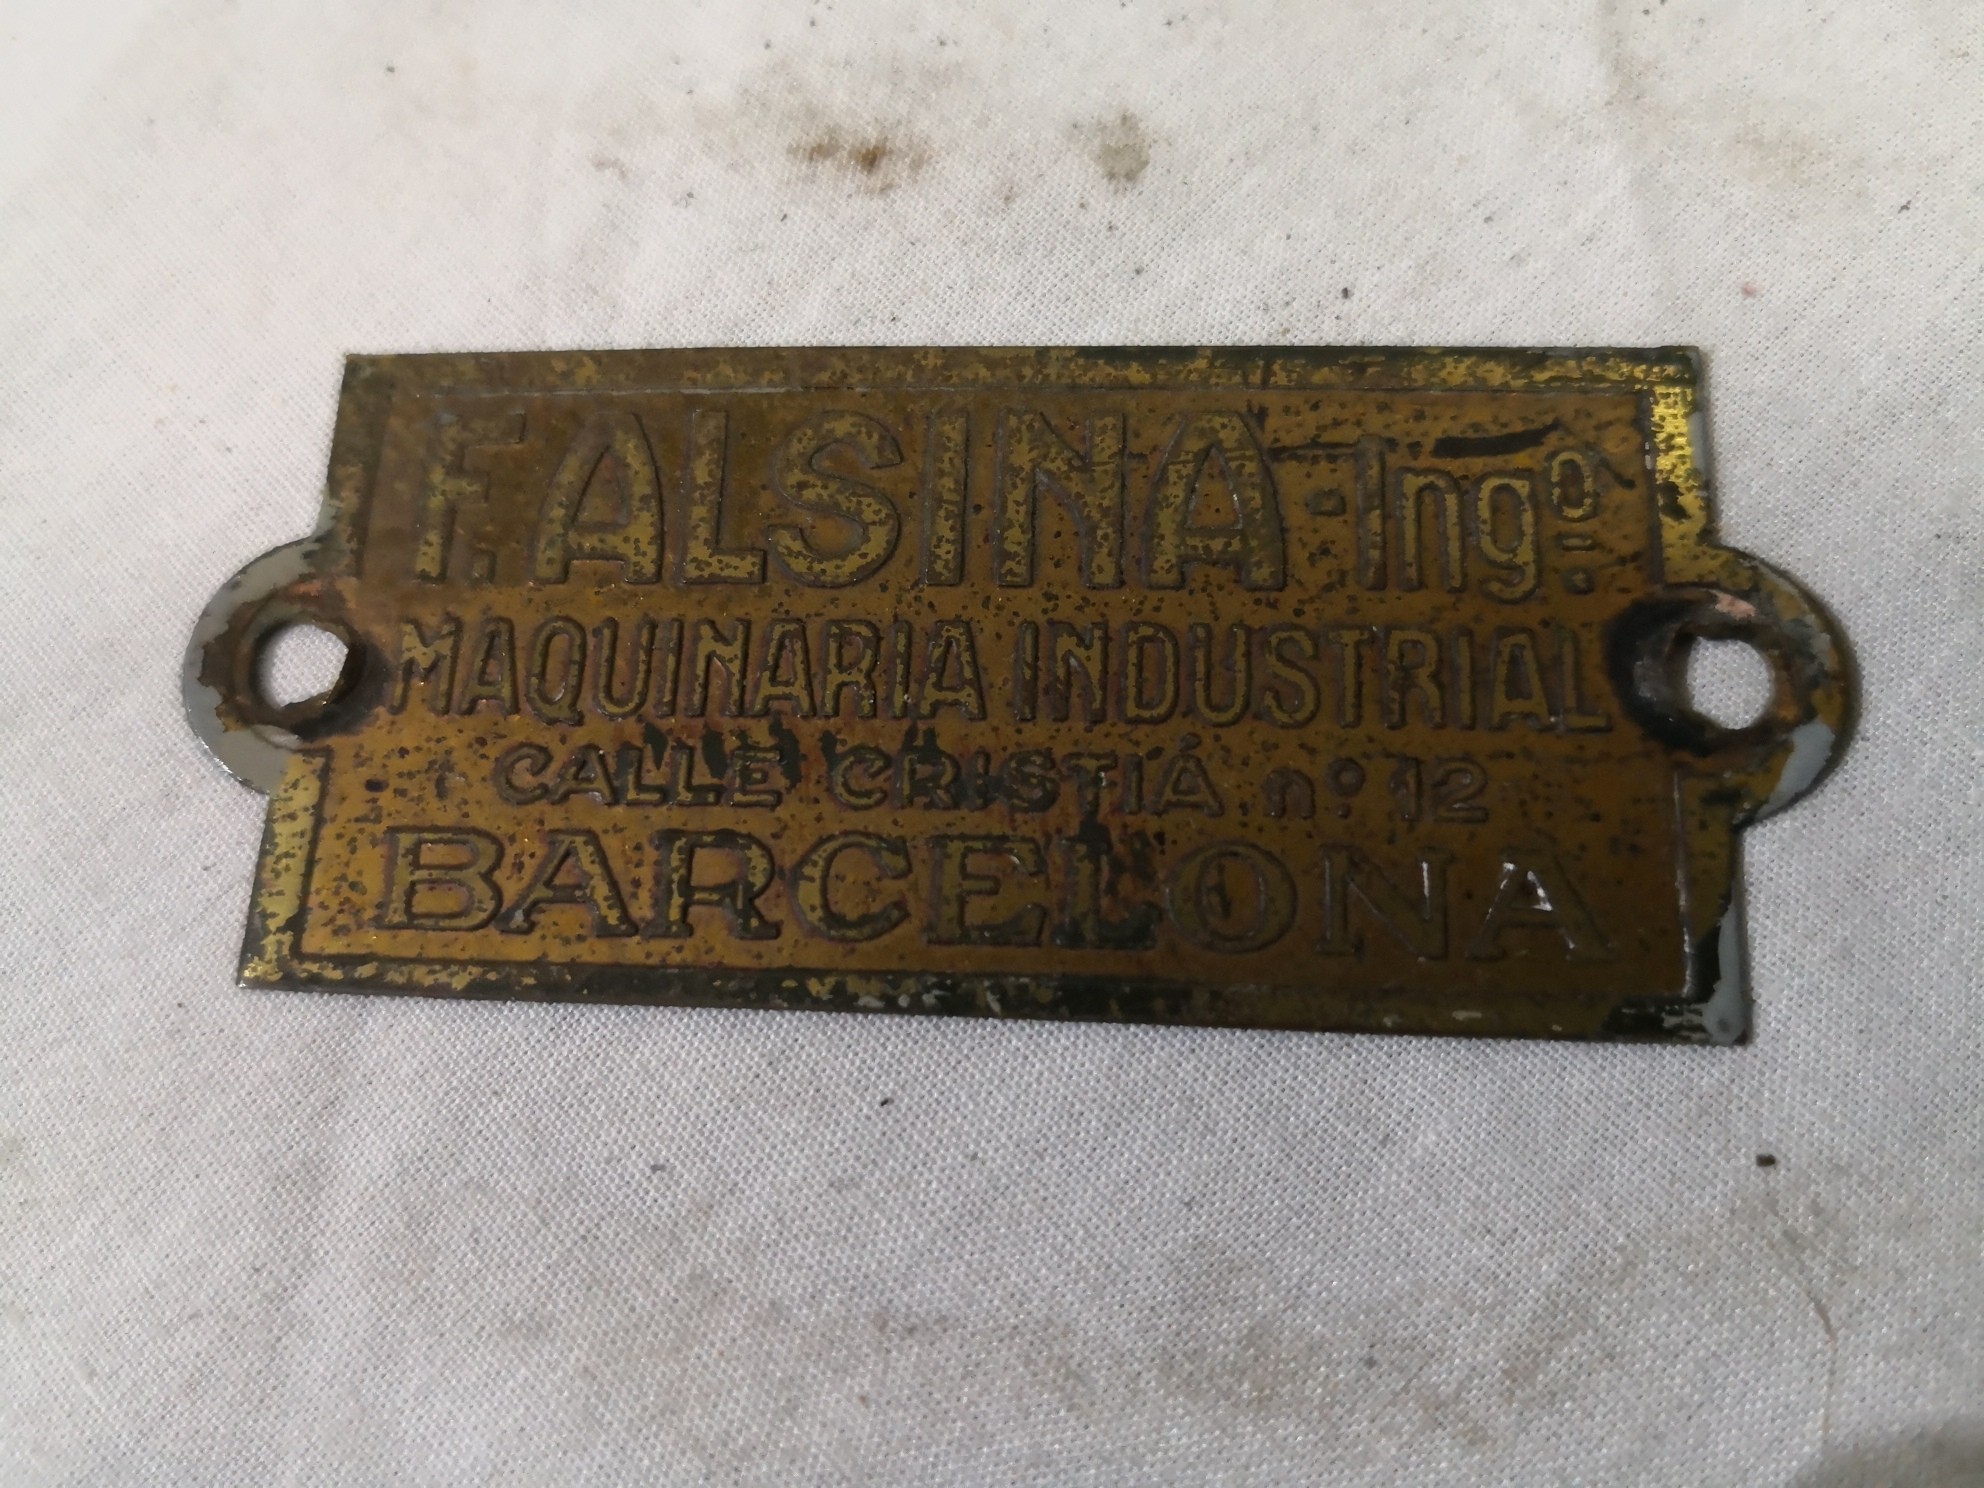 F. ALSINA - Ingº.
MAQUINARIA INDUSTRIAL
CALLE CRISTIÁ nº 12
BARCELONA